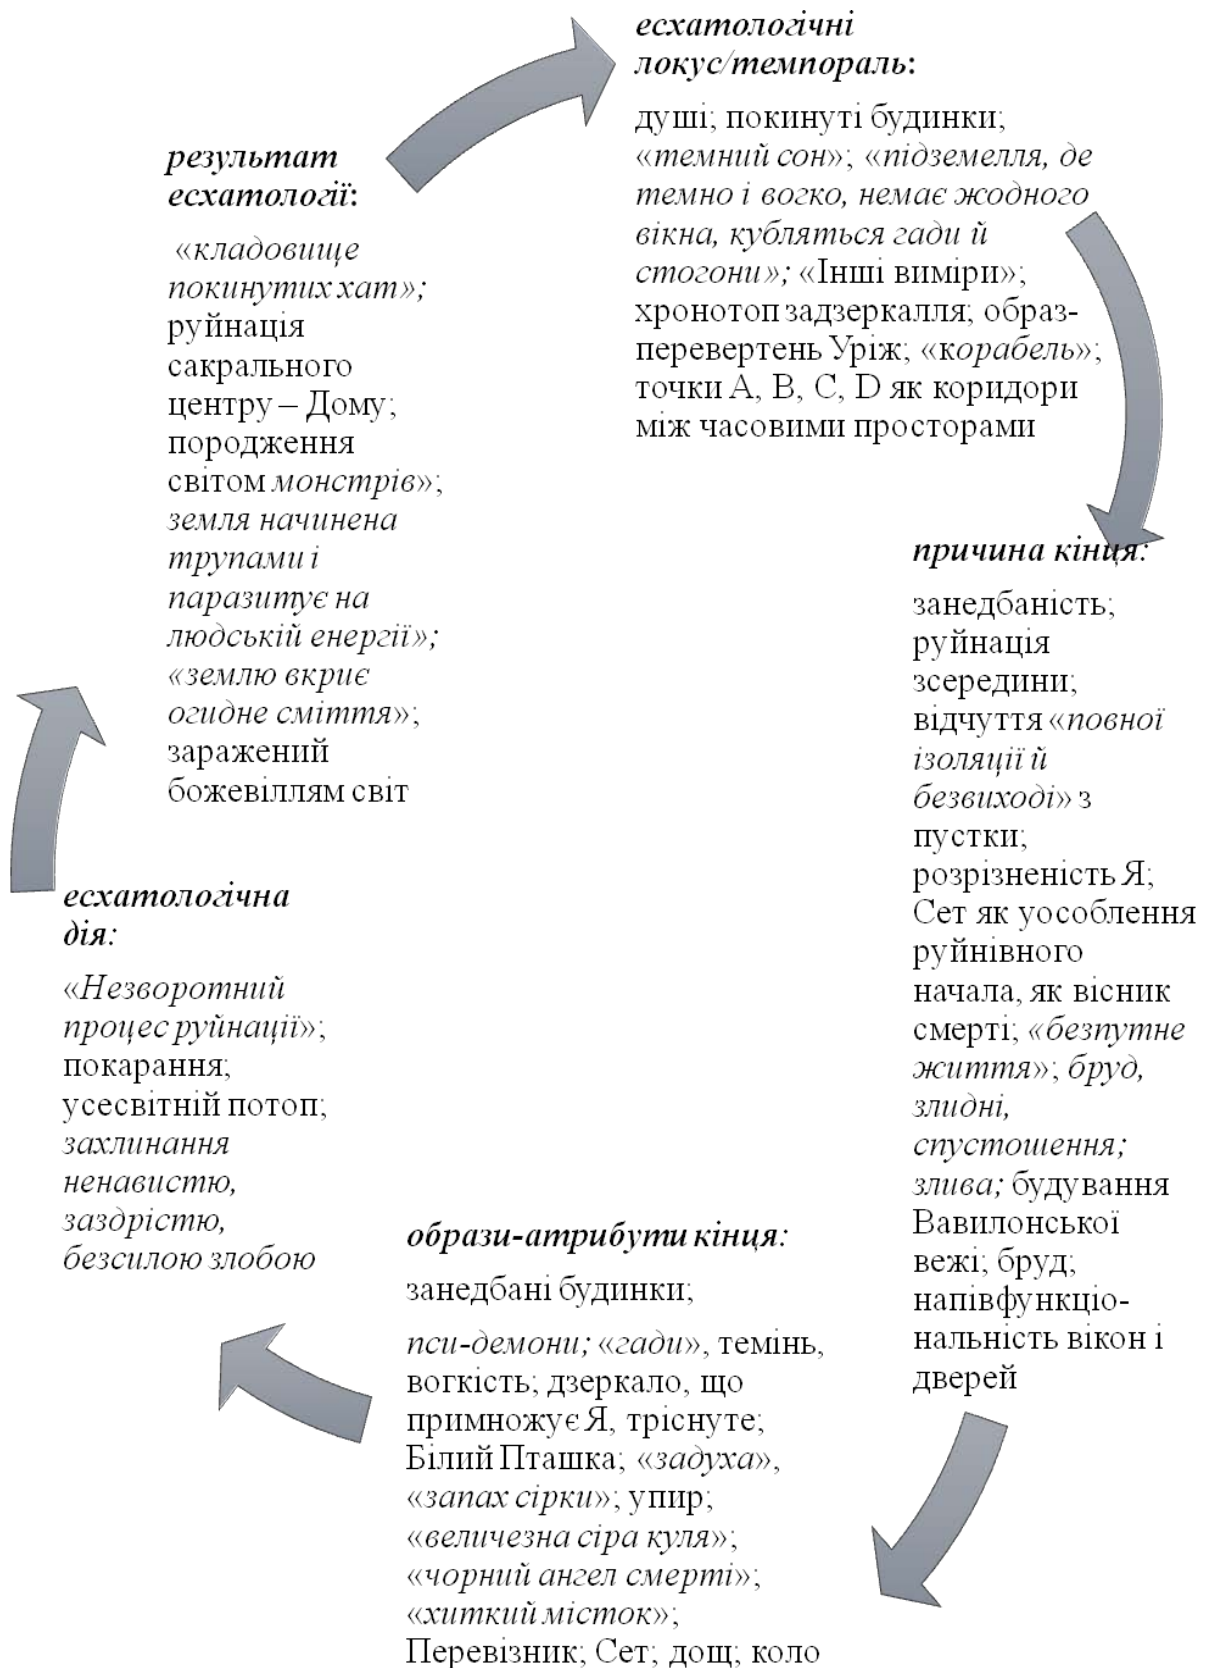 есхатологічні
локус/темпораль:
душі; покинуті будинки;
«темний сон»; «підземелля, де
темно і вогко, немає жодного
вікна, кубляться гади й
стогони»; «Інші виміри»;
хронотоп задзеркалля; образ-
перевертень Уріж; «корабель»;
точки A, B, C, D як коридори
між часовими просторами
причина кінця:
занедбаність;
руйнація
зсередини;
відчуття «повної
ізоляції й
безвиході» з
пустки;
розрізненість Я;
Сет як уособлення
руйнівного
начала, як вісник
смерті; «безпутне
життя»; бруд,
злидні,
спустошення;
злива; будування
Вавилонської
вежі; бруд;
напівфункціо-
нальність вікон і
дверей
образи-атрибути кінця:
занедбані будинки;
пси-демони; «гади», темінь,
вогкість; дзеркало, що
примножує Я, тріснуте;
Білий Пташка; «задуха»,
«запах сірки»; упир;
«величезна сіра куля»;
«чорний ангел смерті»;
«хиткий місток»;
Перевізник; Сет; дощ; коло
есхатологічна
дія:
«Незворотний
процес руйнації»;
покарання;
усесвітній потоп;
захлинання
ненавистю,
заздрістю,
безсилою злобою
результат
есхатології:
«кладовище
покинутих хат»;
руйнація
сакрального
центру – Дому;
породження
світом монстрів»;
земля начинена
трупами і
паразитує на
людській енергії»;
«землю вкриє
огидне сміття»;
заражений
божевіллям світ